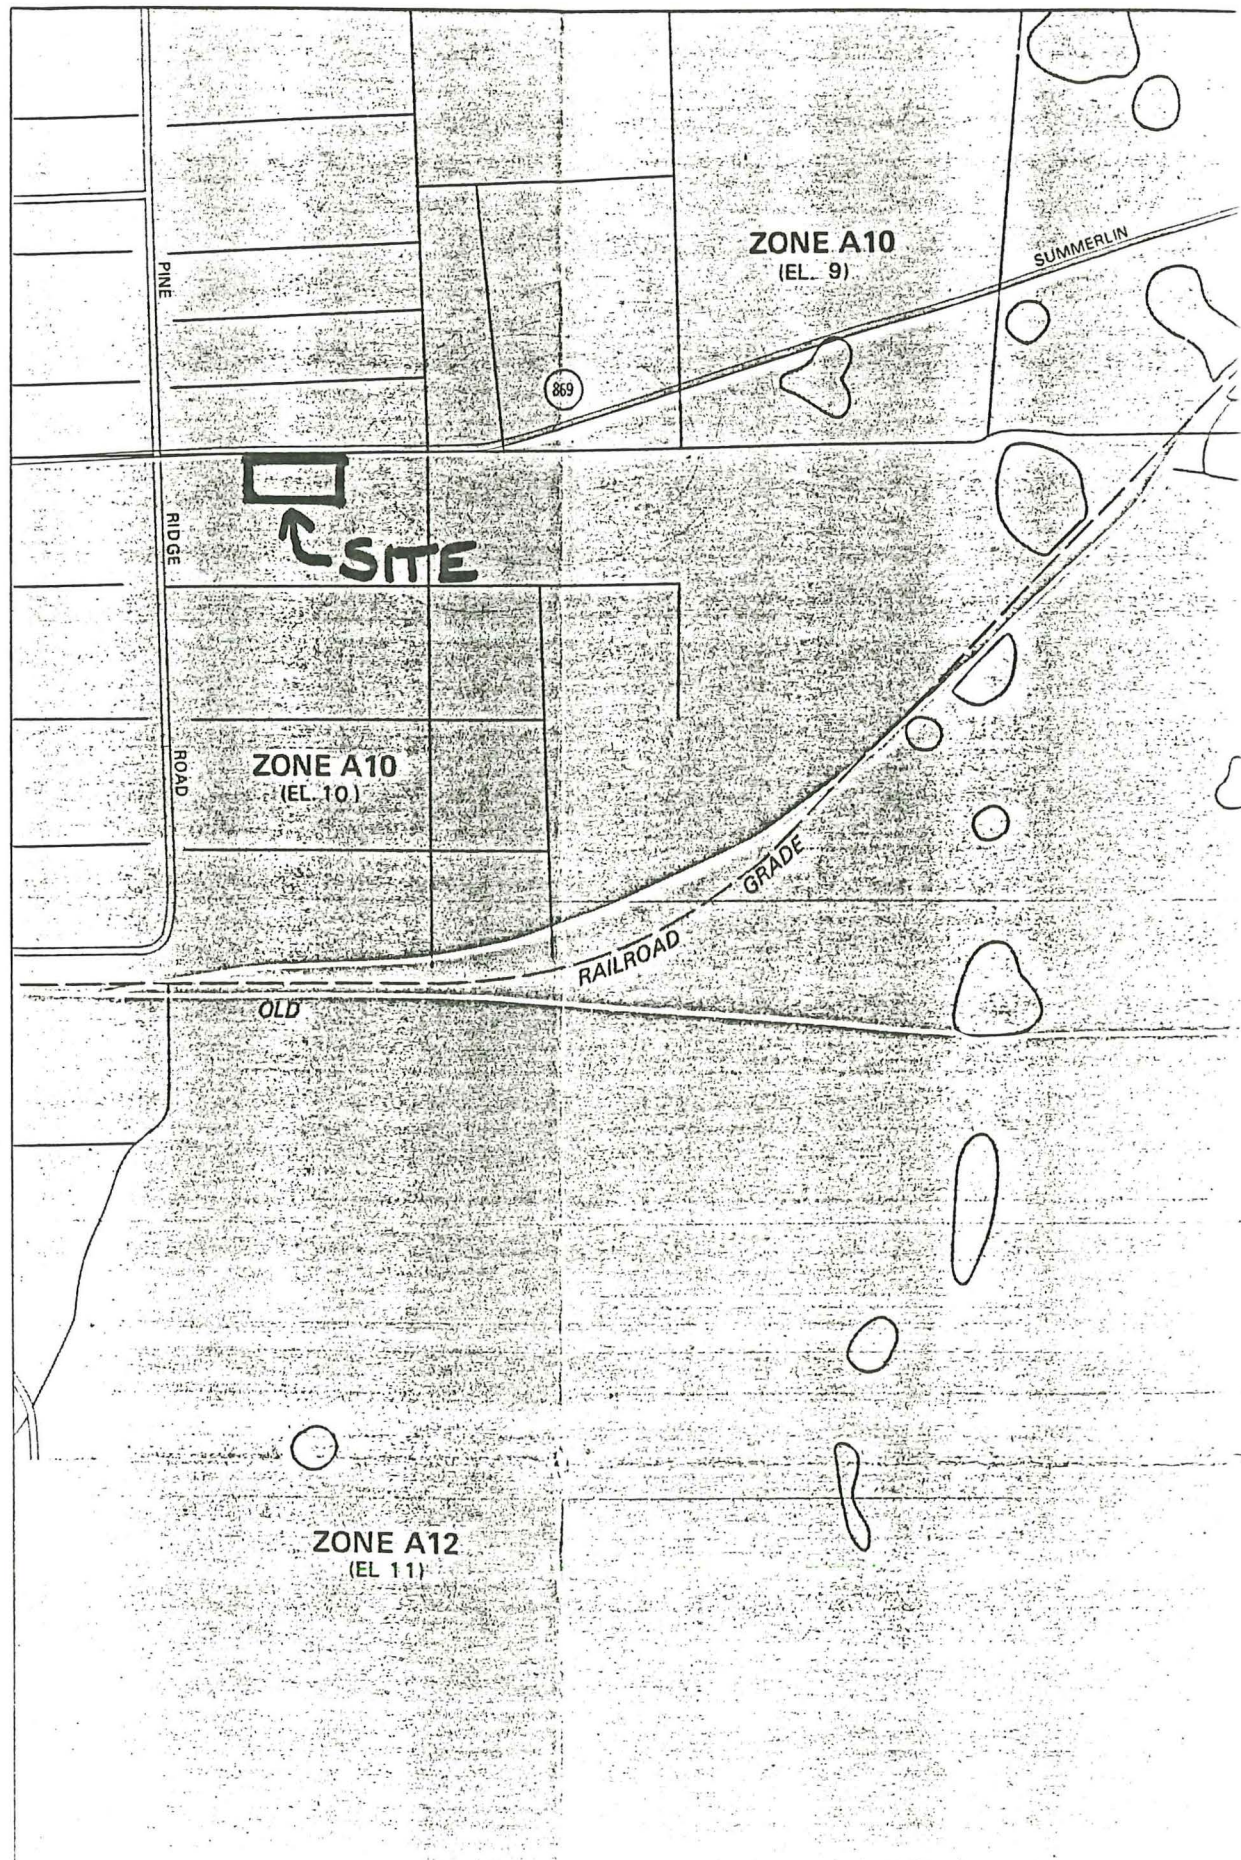 ZONE A10
(EL. 9)
SUMMERLIN
PINE
869
RIDGE
SITE
ROAD
ZONE A10
(EL. 10)
GRADE
RAILROAD
OLD
ZONE A12
(EL 11)